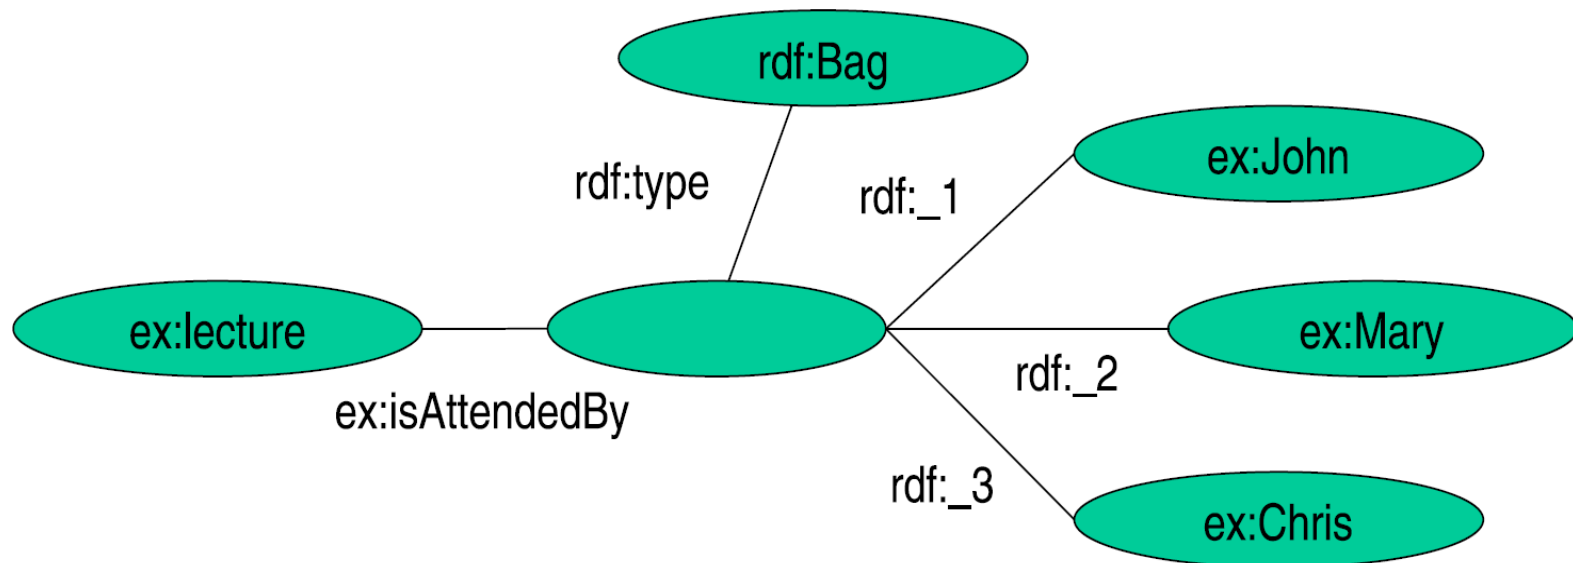 rdf:Bag
ex:John
rdf:type
rdf:_1
ex:lecture
ex:Mary
rdf:_2
ex:isAttendedBy
rdf:_3
ex:Chris